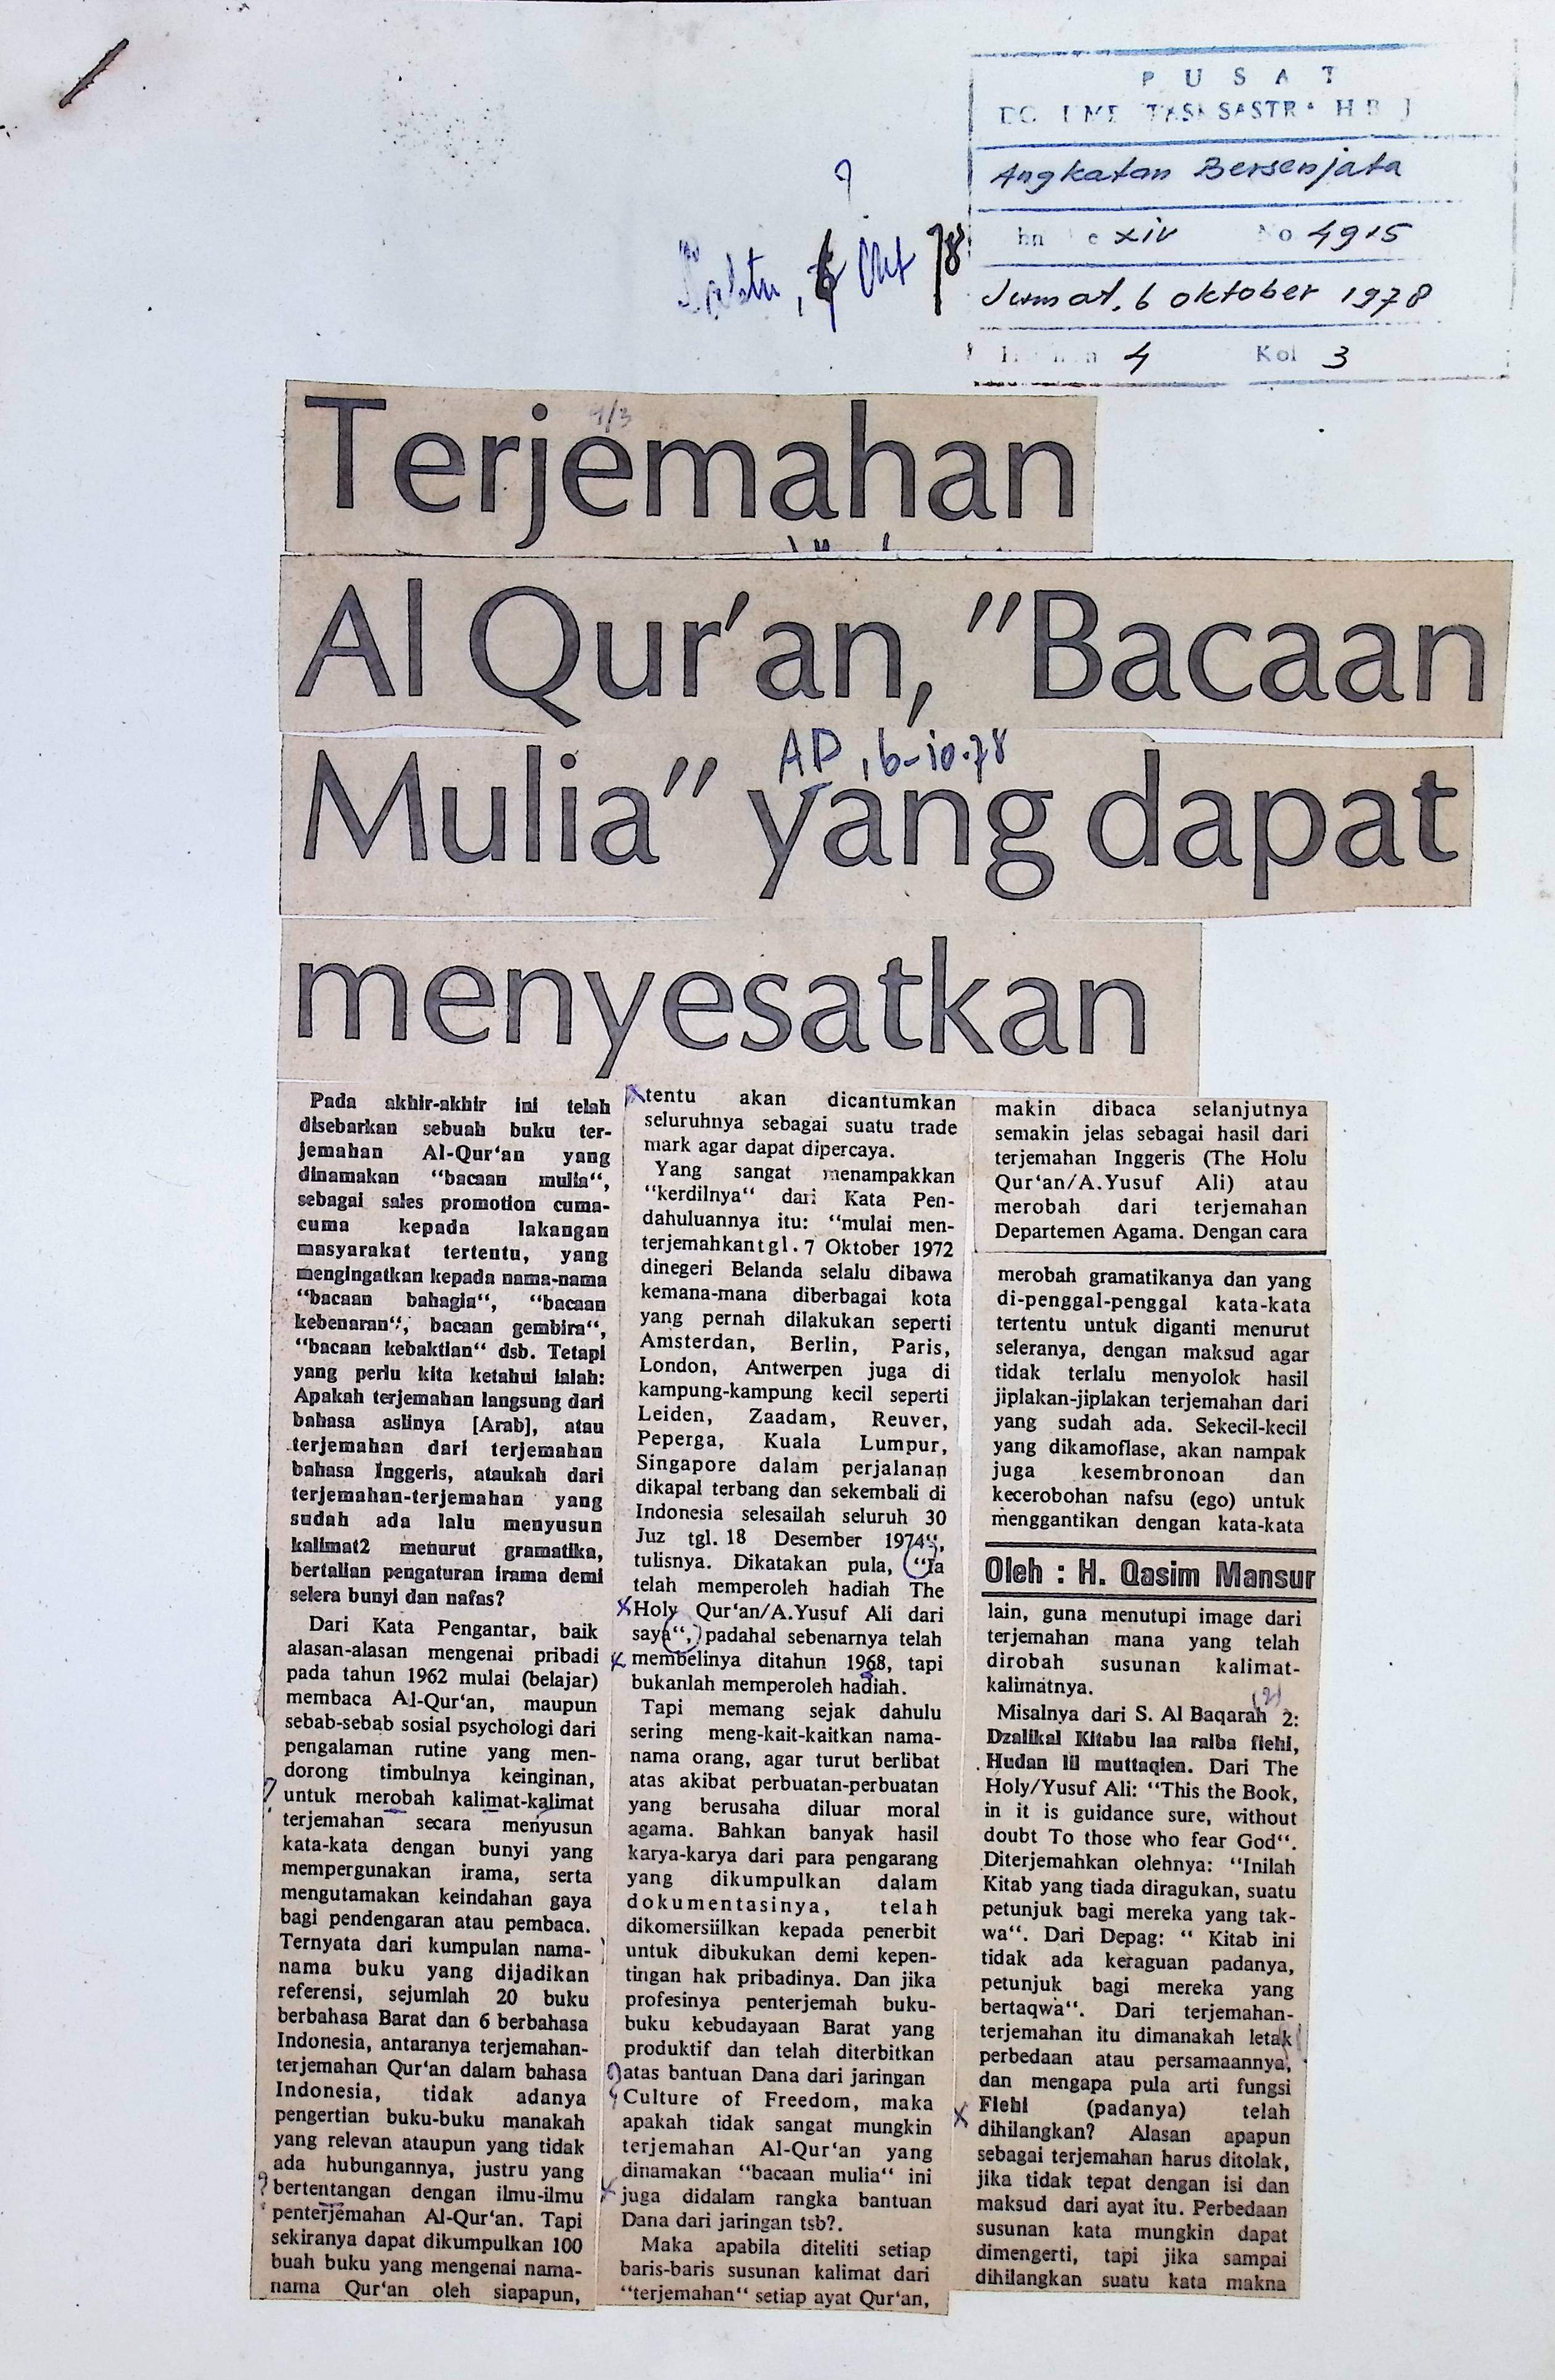 P U S A T
SASTRA H B J
Angkatan Bersenjata
xiv No 4915
Jumat, 6 oktober 1978
4 Kol 3
?
Sabtu, Okt 78
Terjemahan
1/3
Al Qur‘an, "Bacaan
Mulia" yang dapat
AB, 6-10-78
menyesatkan
Pada akhir-akhir ini telah
disebarkan sebuah buku ter-
jemahan Al-Qur‘an yang
dinamakan “bacaan mulia“,
sebagai sales promotion cuma-
cuma kepada lakangan
masyarakat tertentu, yang
mengingatkan kepada nama-nama
“bacaan bahagia“, “bacaan
kebenaran“, bacaan gembira“,
“bacaan kebaktian“ dsb. Tetapi
yang perlu kita ketahui ialah:
Apakah terjemahan langsung dari
bahasa aslinya [Arab], atau
terjemahan dari terjemahan
bahasa Inggeris, ataukah dari
terjemahan-terjemahan yang
sudah ada lalu menyusun
kalimat2 menurut gramatika,
bertalian pengaturan irama demi
selera bunyi dan nafas?
Dari Kata Pengantar, baik
alasan-alasan mengenai pribadi
pada tahun 1962 mulai (belajar)
membaca Al-Qur‘an, maupun
sebab-sebab sosial psychologi dari
pengalaman rutine yang men-
dorong timbulnya keinginan,
untuk merobah kalimat-kalimat
terjemahan secara menyusun
kata-kata dengan bunyi yang
mempergunakan irama, serta
mengutamakan keindahan gaya
bagi pendengaran atau pembaca.
Ternyata dari kumpulan nama-
nama buku yang dijadikan
referensi, sejumlah 20 buku
berbahasa Barat dan 6 berbahasa
Indonesia, antaranya terjemahan-
terjemahan Qur‘an dalam bahasa
Indonesia, tidak adanya
pengertian buku-buku manakah
yang relevan ataupun yang tidak
ada hubungannya, justru yang
bertentangan dengan ilmu-ilmu
penterjemahan Al-Qur‘an. Tapi
sekiranya dapat dikumpulkan 100
buah buku yang mengenai nama-
nama Qur‘an oleh siapapun,
tentu akan dicantumkan
seluruhnya sebagai suatu trade
mark agar dapat dipercaya.
Yang sangat menampakkan
“kerdilnya“ dari Kata Pen-
dahuluannya itu: “mulai men-
terjemahkan tgl. 7 Oktober 1972
dinegeri Belanda selalu dibawa
kemana-mana diberbagai kota
yang pernah dilakukan seperti
Amsterdan, Berlin, Paris,
London, Antwerpen juga di
kampung-kampung kecil seperti
Leiden, Zaadam, Reuver,
Peperga, Kuala Lumpur,
Singapore dalam perjalanan
dikapal terbang dan sekembali di
Indonesia selesailah seluruh 30
Juz tgl. 18 Desember 1974“,
tulisnya. Dikatakan pula, “Ia
telah memperoleh hadiah The
Holy Qur‘an/A.Yusuf Ali dari
saya“, padahal sebenarnya telah
membelinya ditahun 1968, tapi
bukanlah memperoleh hadiah.
Tapi memang sejak dahulu
sering meng-kait-kaitkan nama-
nama orang, agar turut berlibat
atas akibat perbuatan-perbuatan
yang berusaha diluar moral
agama. Bahkan banyak hasil
karya-karya dari para pengarang
yang dikumpulkan dalam
dokumentasinya, telah
dikomersiilkan kepada penerbit
untuk dibukukan demi kepen-
tingan hak pribadinya. Dan jika
profesinya penterjemah buku-
buku kebudayaan Barat yang
produktif dan telah diterbitkan
atas bantuan Dana dari jaringan
Culture of Freedom, maka
apakah tidak sangat mungkin
terjemahan Al-Qur‘an yang
dinamakan “bacaan mulia“ ini
juga didalam rangka bantuan
Dana dari jaringan tsb?.
Maka apabila diteliti setiap
baris-baris susunan kalimat dari
“terjemahan“ setiap ayat Qur‘an,
makin dibaca selanjutnya
semakin jelas sebagai hasil dari
terjemahan Inggeris (The Holu
Qur‘an/A.Yusuf Ali) atau
merobah dari terjemahan
Departemen Agama. Dengan cara
merobah gramatikanya dan yang
di-penggal-penggal kata-kata
tertentu untuk diganti menurut
seleranya, dengan maksud agar
tidak terlalu menyolok hasil
jiplakan-jiplakan terjemahan dari
yang sudah ada. Sekecil-kecil
yang dikamoflase, akan nampak
juga kesembronoan dan
kecerobohan nafsu (ego) untuk
menggantikan dengan kata-kata
Oleh : H. Qasim Mansur
lain, guna menutupi image dari
terjemahan mana yang telah
dirobah susunan kalimat-
kalimatnya.
(2)
Misalnya dari S. Al Baqarah 2:
Dzalikal Kitabu laa raiba fiehi,
Hudan lil muttaqien. Dari The
Holy/Yusuf Ali: “This the Book,
in it is guidance sure, without
doubt To those who fear God“.
Diterjemahkan olehnya: “Inilah
Kitab yang tiada diragukan, suatu
petunjuk bagi mereka yang tak-
wa“. Dari Depag: “ Kitab ini
tidak ada keraguan padanya,
petunjuk bagi mereka yang
bertaqwa“. Dari terjemahan-
terjemahan itu dimanakah letak
perbedaan atau persamaannya,
dan mengapa pula arti fungsi
Fiehi (padanya) telah
dihilangkan? Alasan apapun
sebagai terjemahan harus ditolak,
jika tidak tepat dengan isi dan
maksud dari ayat itu. Perbedaan
susunan kata mungkin dapat
dimengerti, tapi jika sampai
dihilangkan suatu kata makna